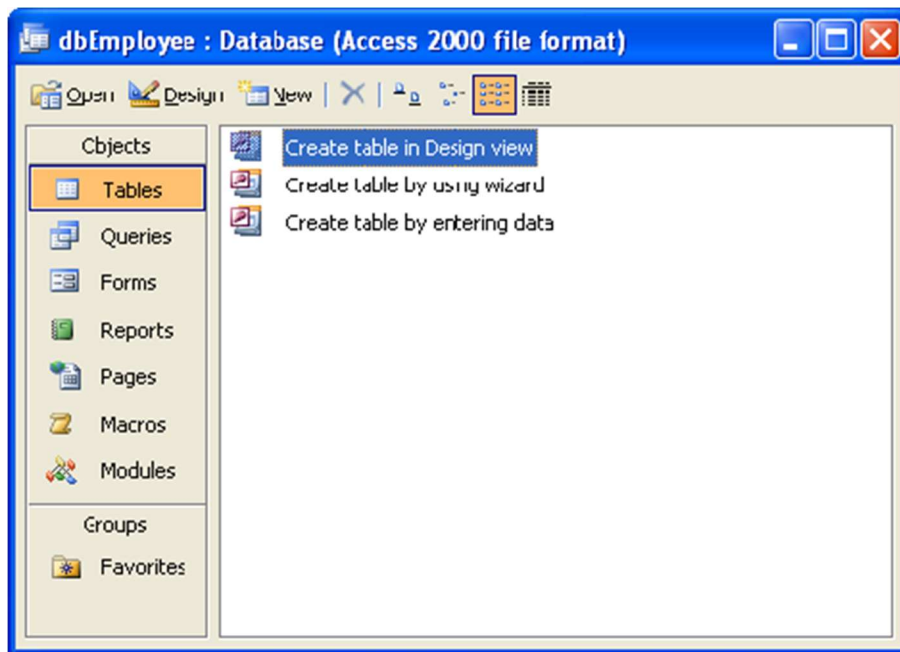 dbEmployee : Database (Access 2000 file format)
Open Design New
Objects
Tables
Queries
Forms
Reports
Pages
Macros
Modules
Groups
Favorites
Create table in Design view
Create table by using wizard
Create table by entering data